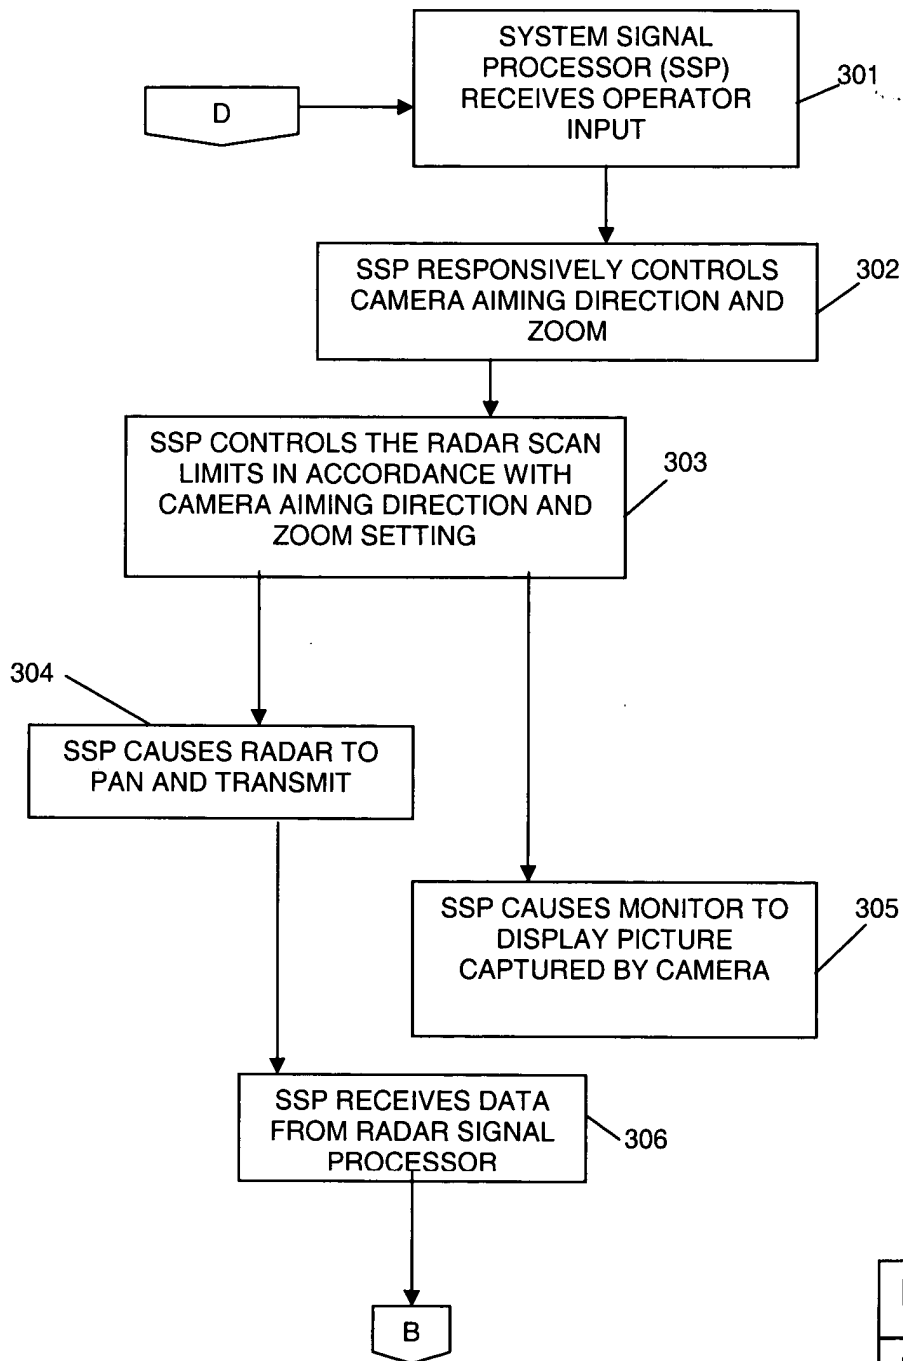 SYSTEM SIGNAL
PROCESSOR (SSP)
RECEIVES OPERATOR
INPUT
301
D
SSP RESPONSIVELY CONTROLS
CAMERA AIMING DIRECTION AND
ZOOM
302
SSP CONTROLS THE RADAR SCAN
LIMITS IN ACCORDANCE WITH
CAMERA AIMING DIRECTION AND
ZOOM SETTING
303
304
SSP CAUSES RADAR TO
PAN AND TRANSMIT
SSP CAUSES MONITOR TO
DISPLAY PICTURE
CAPTURED BY CAMERA
305
SSP RECEIVES DATA
FROM RADAR SIGNAL
PROCESSOR
306
B